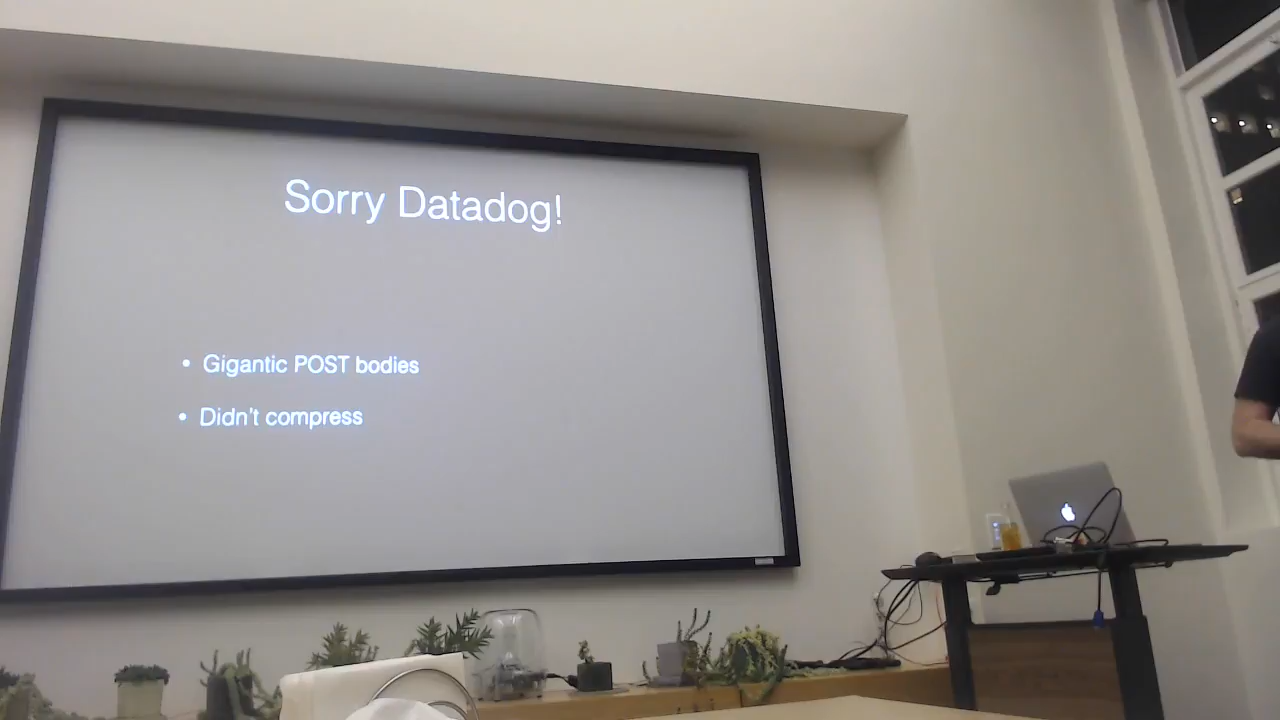 Sorry Datadog!
• Gigantic POST bodies
• Didn't compress